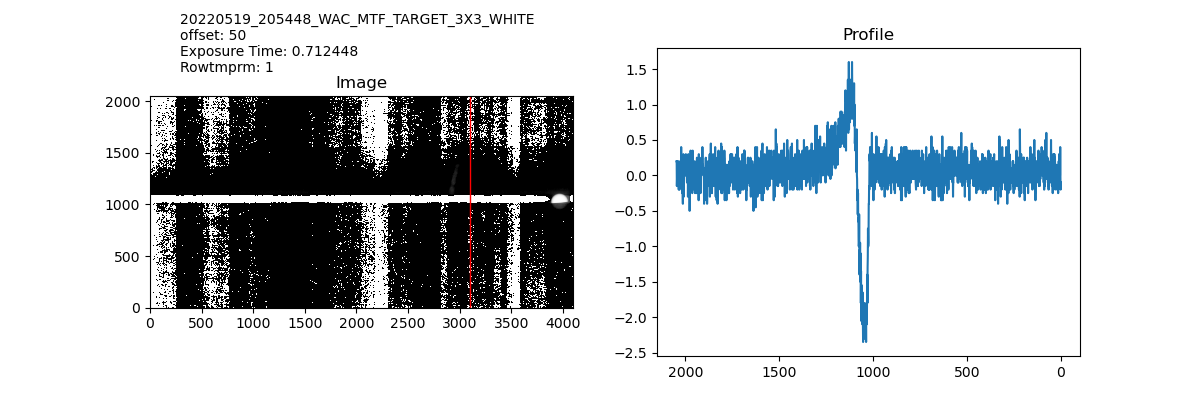 20220519_205448_WAC_MTF_TARGET_3X3_WHITE
offset: 50
Exposure Time: 0.712448
Rowtmprm: 1
Image
2000
1500
1000
500
0
0 500 1000 1500 2000 2500 3000 3500 4000
Profile
1.5
1.0
0.5
0.0
−0.5
−1.0
−1.5
−2.0
−2.5
2000 1500 1000 500 0